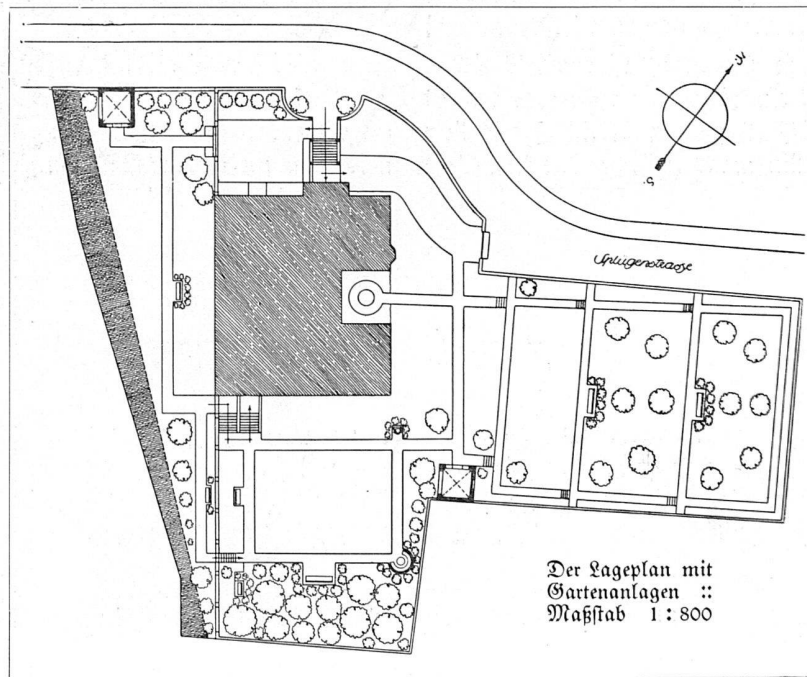 N.
S.
Splügenstrasse
Der Lageplan mit
Gartenanlagen ::
Maßstab 1 : 800